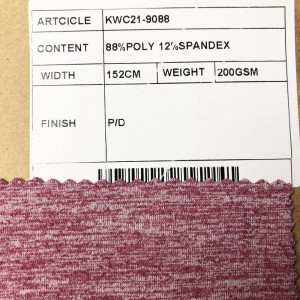 ARTCICLE KWC21-9088
CONTENT 88%POLY 12%SPANDEX
WIDTH 152CM WEIGHT 200GSM
FINISH P/D